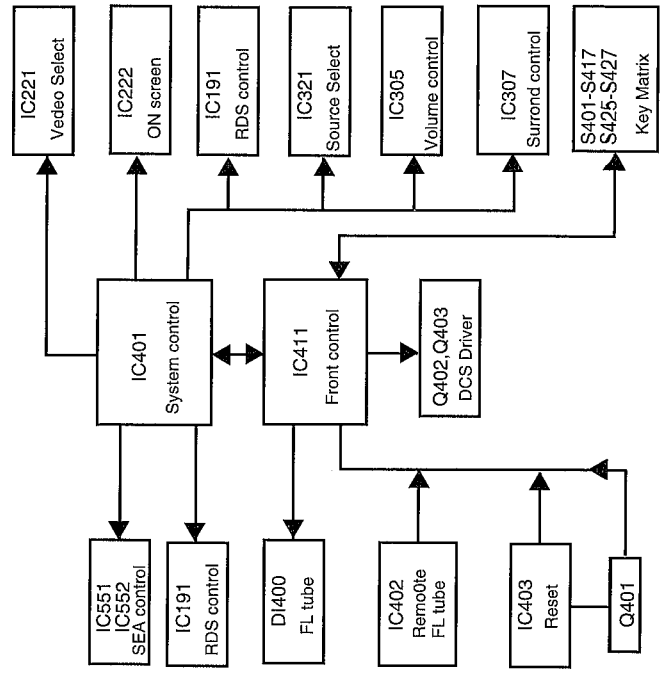 IC221
Vedeo Select
IC222
ON screen
IC191
RDS control
IC321
Source Select
IC305
Volume control
IC307
Surrond control
S401-S417
S425-S427
Key Matrix
IC401
System control
IC411
Front control
Q402,Q403
DCS Driver
IC551
IC552
SEA control
IC191
RDS control
DI400
FL tube
IC402
Remo0te
FL tube
IC403
Reset
Q401